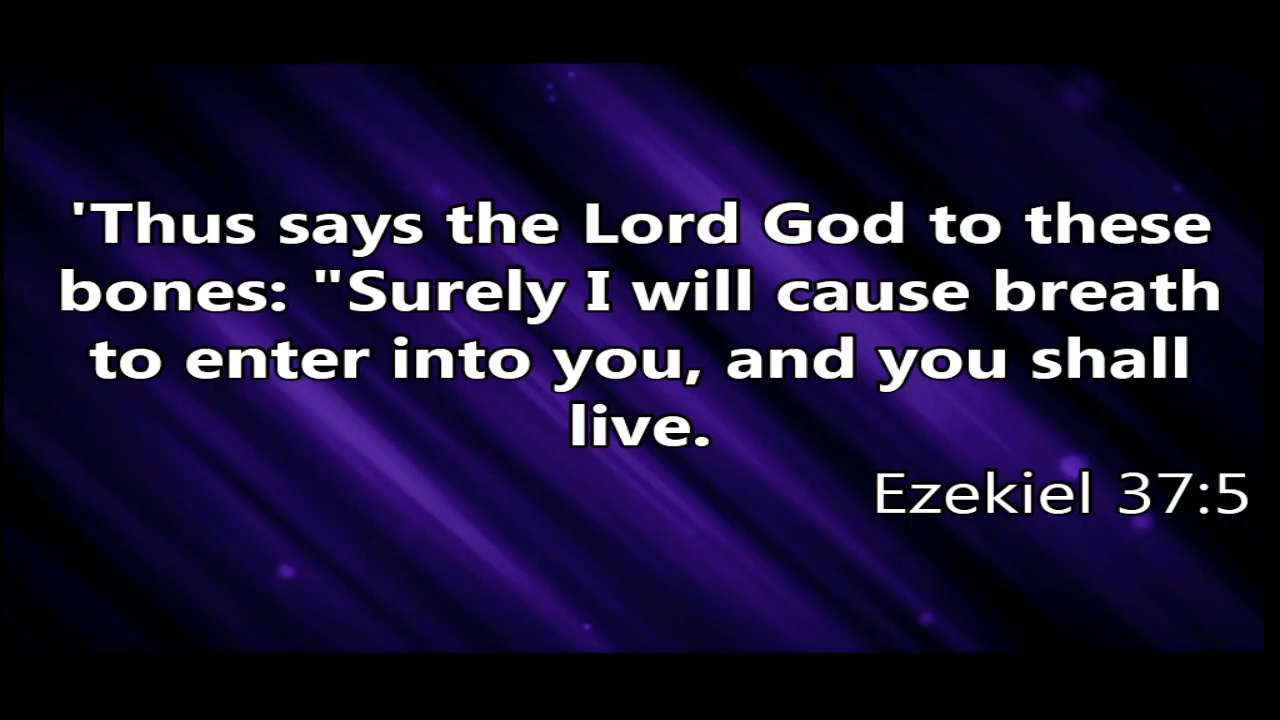 'Thus says the Lord God to these
bones: "Surely I will cause breath
to enter into you, and you shall
live.
Ezekiel 37:5